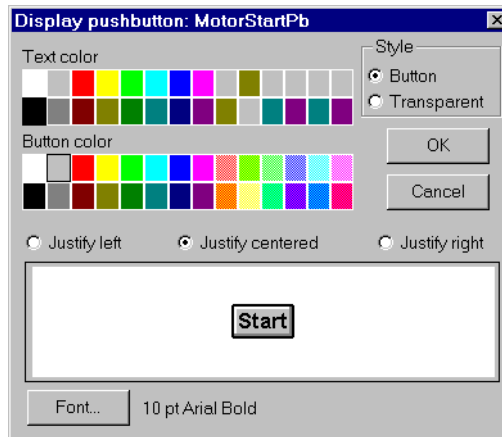 Display pushbutton: MotorStartPb
Text color
Style
Button
Transparent
Button color
OK
Cancel
Justify left
Justify centered
Justify right
Start
Font...
10 pt Arial Bold